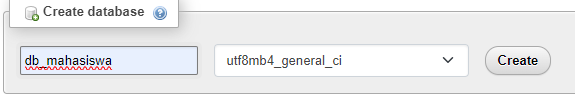 Create database
db_mahasiswa utf8mb4_general_ci Create